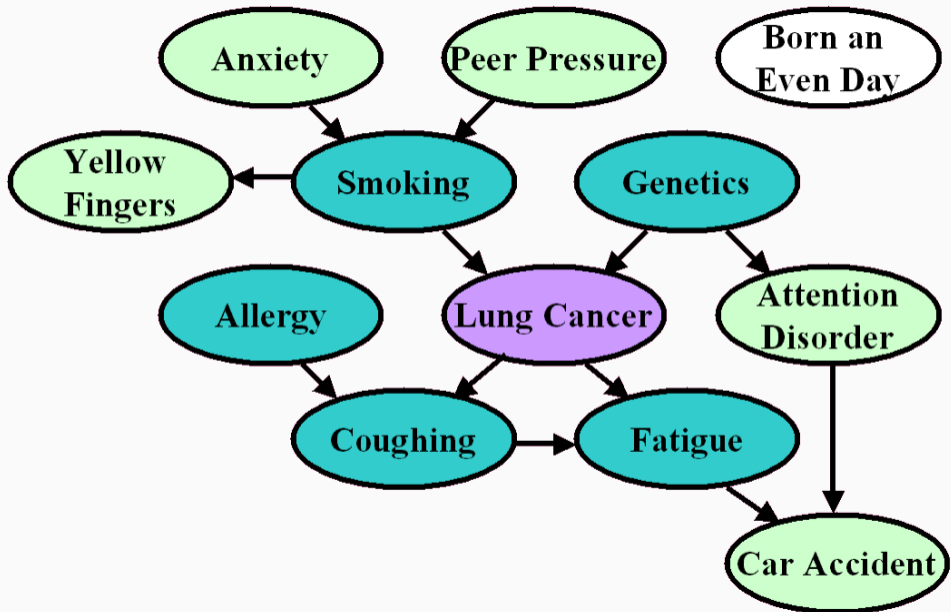 Anxiety
Peer Pressure
Born an
Even Day
Yellow
Fingers
Smoking
Genetics
Allergy
Lung Cancer
Attention
Disorder
Coughing
Fatigue
Car Accident